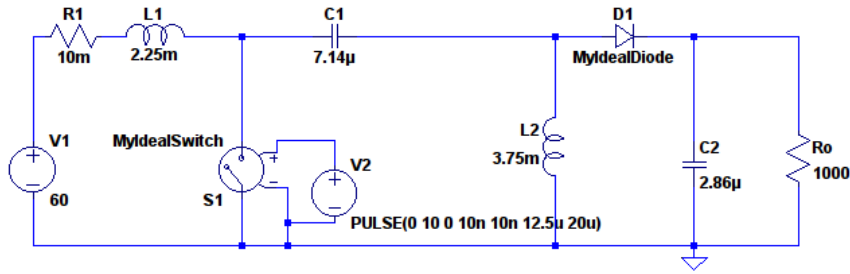 R1
10m
L1
2.25m
C1
7.14µ
D1
MyIdealDiode
V1
60
MyIdealSwitch
S1
+
−
V2
PULSE(0 10 0 10n 10n 12.5u 20u)
L2
3.75m
C2
2.86µ
Ro
1000